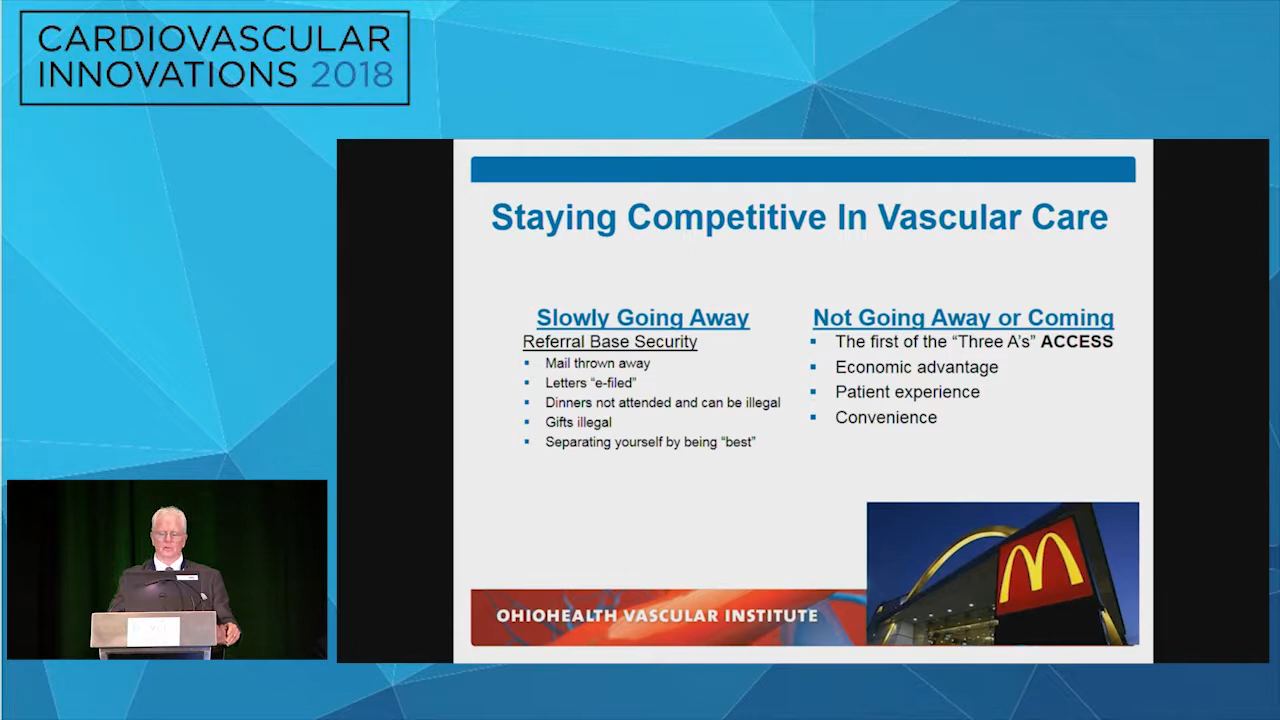 CARDIOVASCULAR
INNOVATIONS 2018
Staying Competitive In Vascular Care
Slowly Going Away
Referral Base Security
Mail thrown away
Letters “e-filed”
Dinners not attended and can be illegal
Gifts illegal
Separating yourself by being “best”
Not Going Away or Coming
The first of the “Three A’s” ACCESS
Economic advantage
Patient experience
Convenience
OHIOHEALTH VASCULAR INSTITUTE